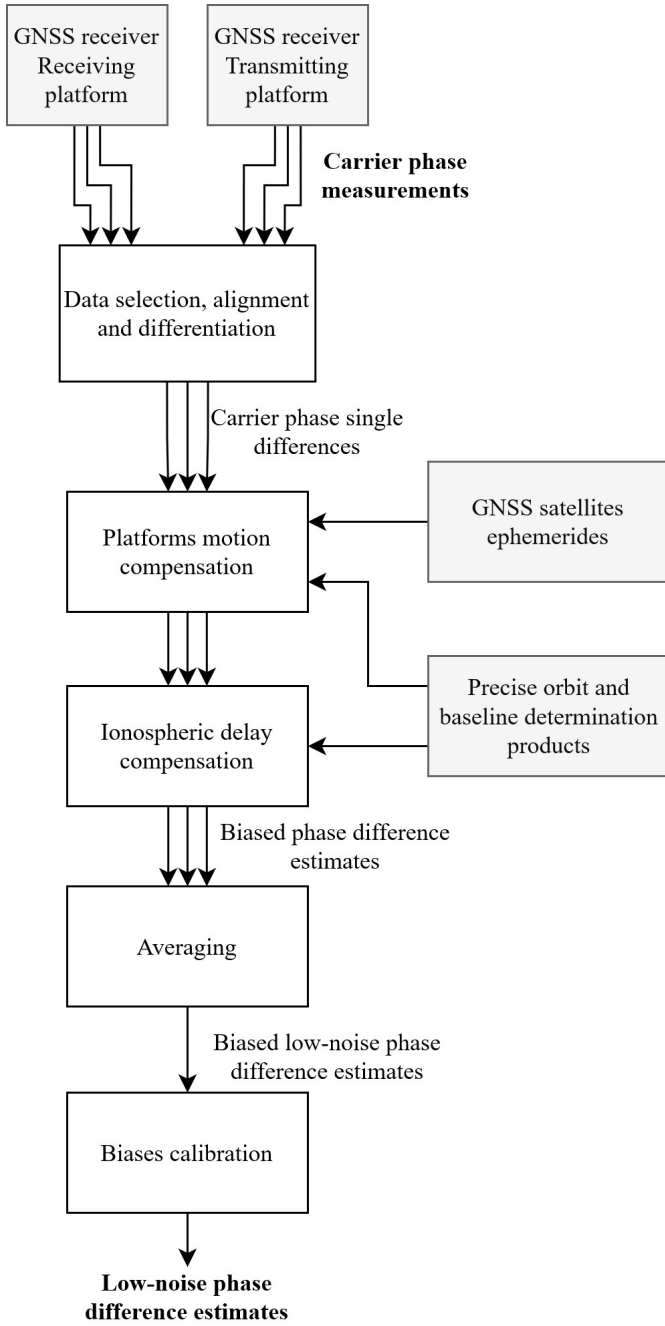 GNSS receiver
Receiving
platform
GNSS receiver
Transmitting
platform
Carrier phase
measurements
Data selection, alignment
and differentiation
Carrier phase single
differences
Platforms motion
compensation
GNSS satellites
ephemerides
Precise orbit and
baseline determination
products
Ionospheric delay
compensation
Biased phase difference
estimates
Averaging
Biased low-noise phase
difference estimates
Biases calibration
Low-noise phase
difference estimates